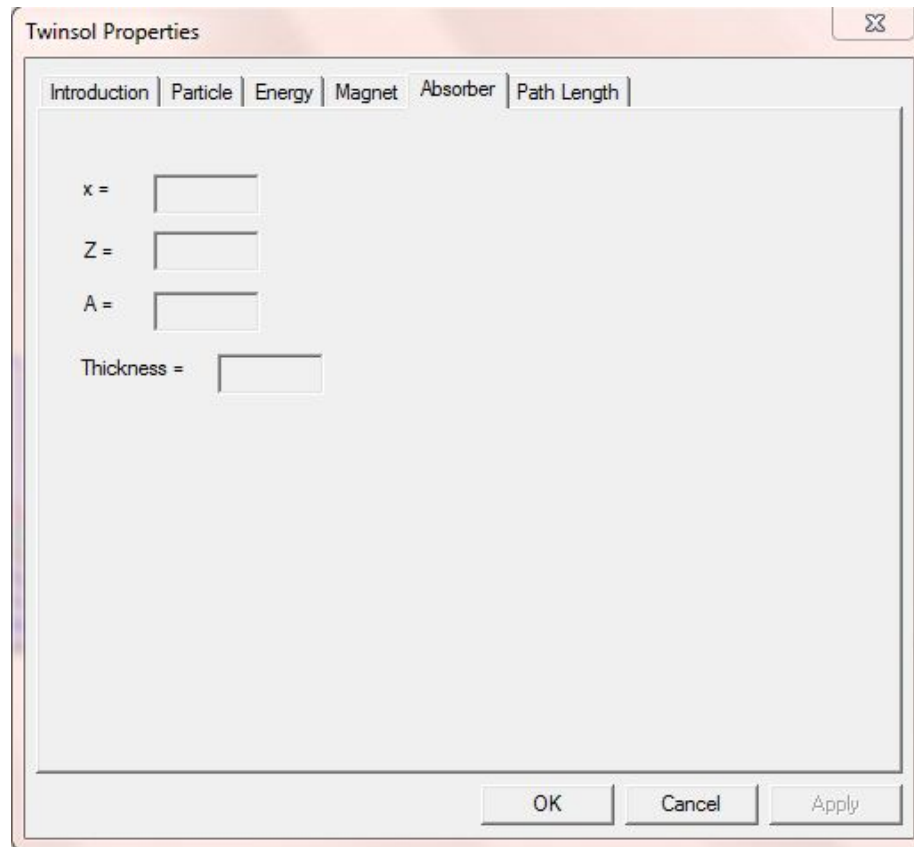 Twinsol Properties
Introduction Particle Energy Magnet Absorber Path Length
x =
Z =
A =
Thickness =
OK Cancel Apply